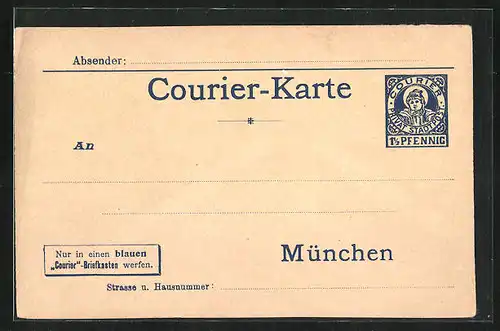 Absender:
Courier-Karte
COURIER
PRIVAT STADTPOST
1½ PFENNIG
An
Nur in einen blauen
„Courier"-Briefkasten werfen.
München
Strasse u. Hausnummer: